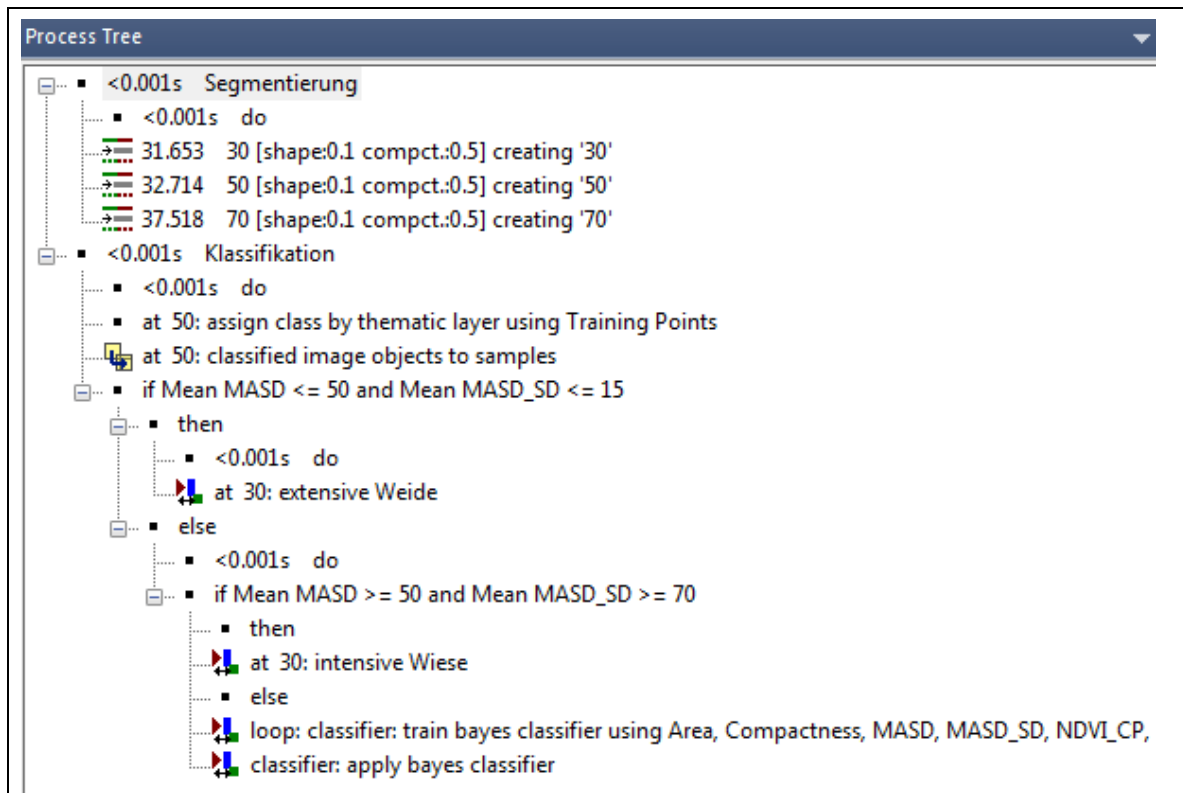 Process Tree
<0.001s Segmentierung
<0.001s do
31.653 30 [shape:0.1 compct.:0.5] creating '30'
32.714 50 [shape:0.1 compct.:0.5] creating '50'
37.518 70 [shape:0.1 compct.:0.5] creating '70'
<0.001s Klassifikation
<0.001s do
at 50: assign class by thematic layer using Training Points
at 50: classified image objects to samples
if Mean MASD <= 50 and Mean MASD_SD <= 15
then
<0.001s do
at 30: extensive Weide
else
<0.001s do
if Mean MASD >= 50 and Mean MASD_SD >= 70
then
at 30: intensive Wiese
else
loop: classifier: train bayes classifier using Area, Compactness, MASD, MASD_SD, NDVI_CP,
classifier: apply bayes classifier